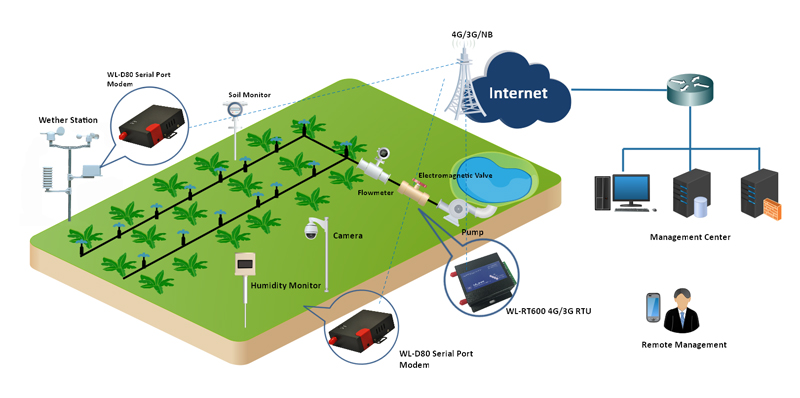 4G/3G/NB
WL-D80 Serial Port
Modem
Internet
Soil Monitor
Wether Station
Electromagnetic Valve
Flowmeter
Pump
Camera
Management Center
Humidity Monitor
WL-RT600 4G/3G RTU
Remote Management
WL-D80 Serial Port
Modem